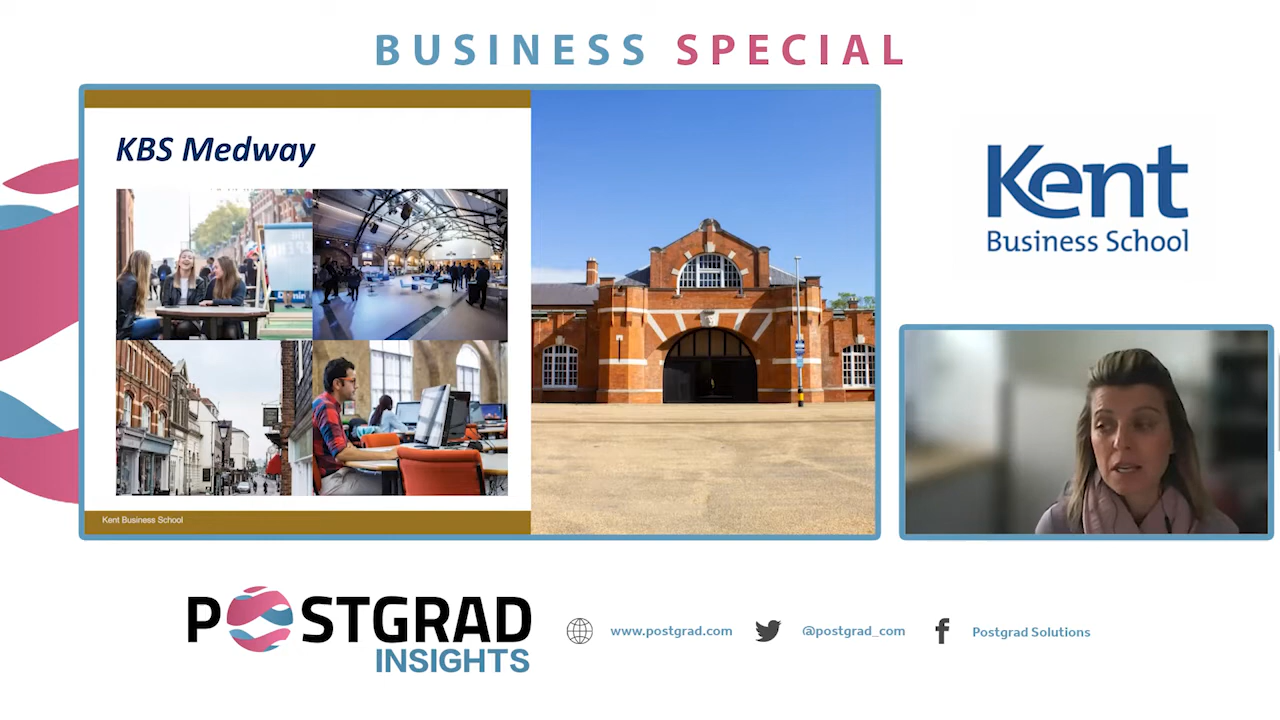 BUSINESS SPECIAL
KBS Medway
Kent Business School
Kent
Business School
POSTGRAD
INSIGHTS
www.postgrad.com
@postgrad_com
Postgrad Solutions